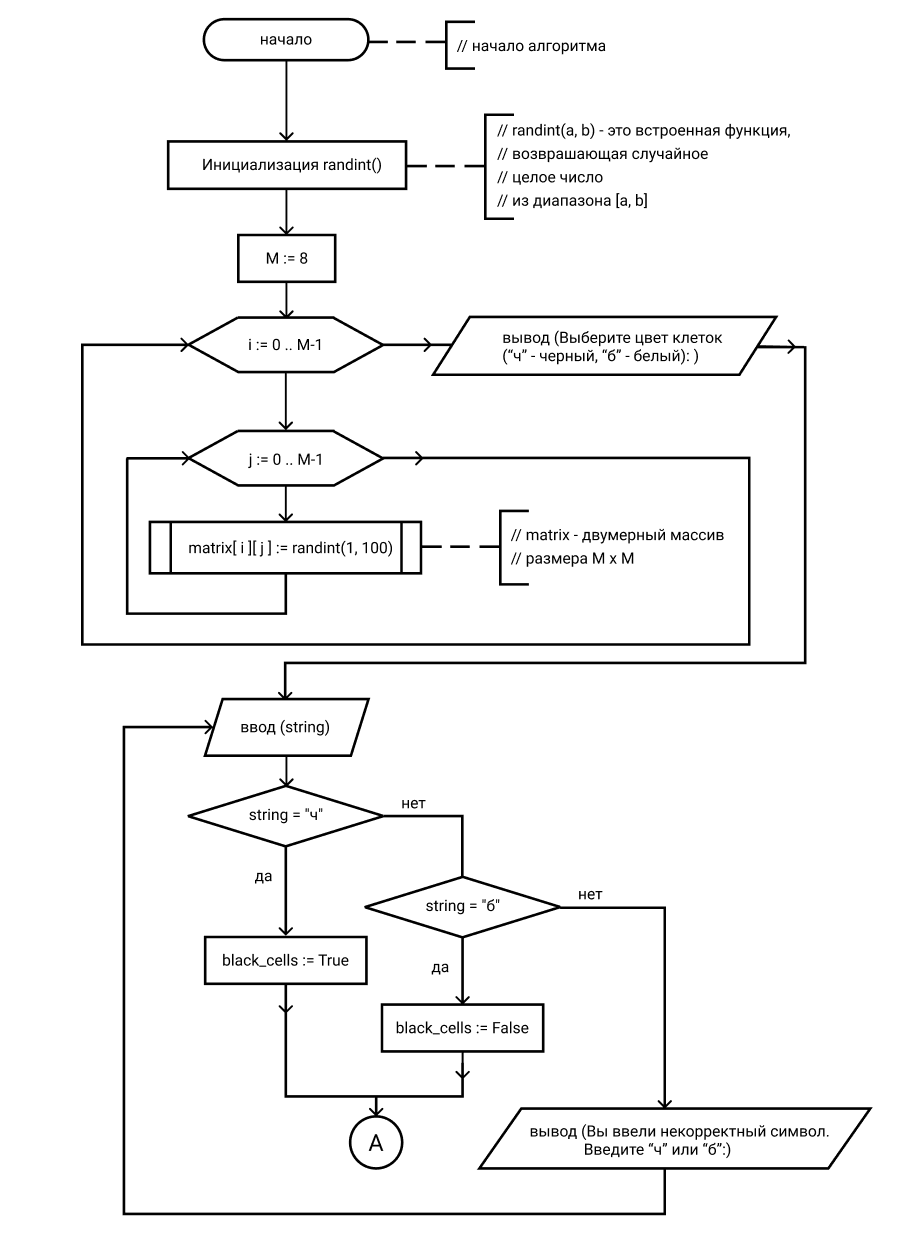 начало
// начало алгоритма
Инициализация randint()
// randint(a, b) - это встроенная функция,
// возврашающая случайное
// целое число
// из диапазона [a, b]
M := 8
i := 0 .. M-1
вывод (Выберите цвет клеток
(“ч” - черный, “б” - белый): )
j := 0 .. M-1
matrix[ i ][ j ] := randint(1, 100)
// matrix - двумерный массив
// размера M x M
ввод (string)
string = "ч"
нет
да
string = "б"
нет
black_cells := True
да
black_cells := False
A
вывод (Вы ввели некорректный символ.
Введите “ч” или “б”:)